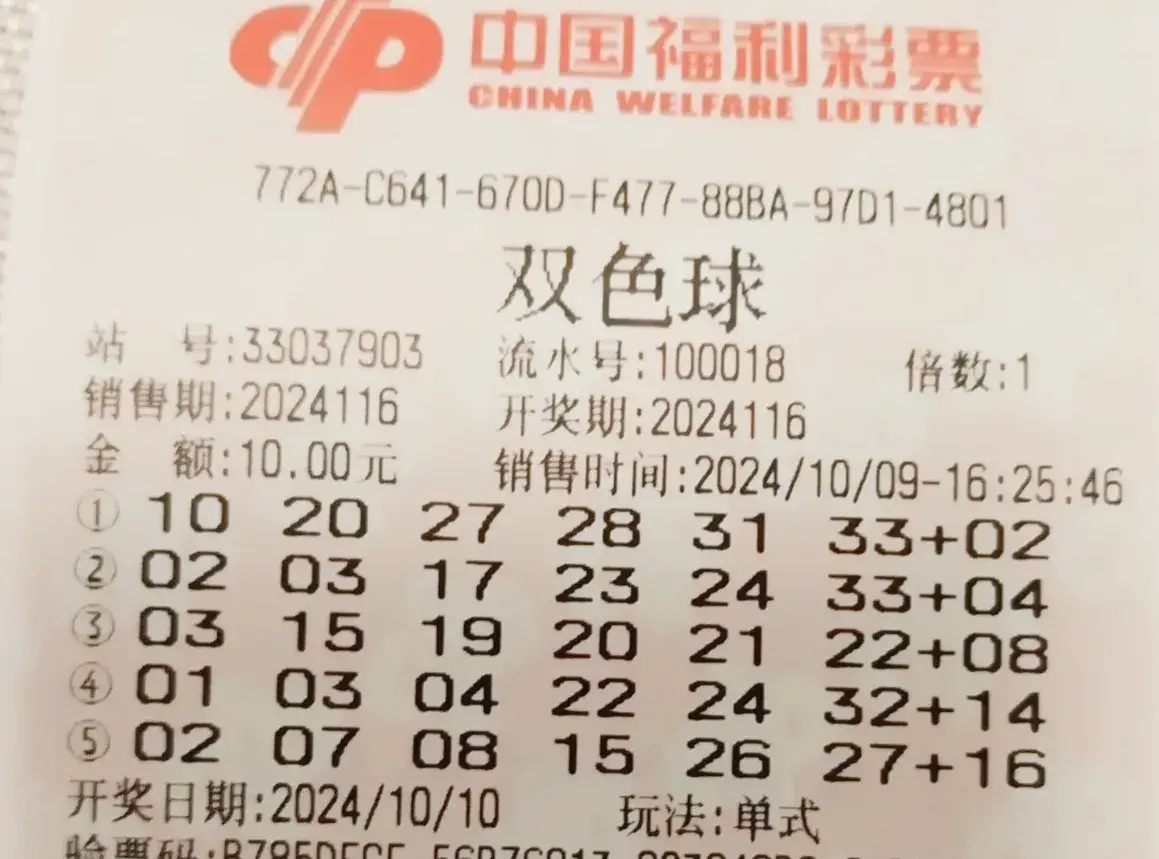 中国福利彩票
CHINA WELFARE LOTTERY
772A-C641-670D-F477-88BA-97D1-4801
双色球
站 号:33037903 流水号:100018 倍数:1
销售期:2024116 开奖期:2024116
金 额:10.00元 销售时间:2024/10/09-16:25:46
① 10 20 27 28 31 33+02
② 02 03 17 23 24 33+04
③ 03 15 19 20 21 22+08
④ 01 03 04 22 24 32+14
⑤ 02 07 08 15 26 27+16
开奖日期:2024/10/10 玩法:单式
验票码: